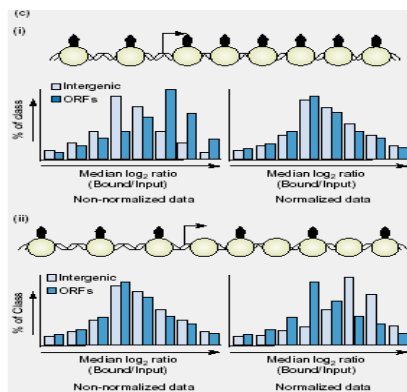 (c)
(i)
% of class
Intergenic
ORFs
Median log2 ratio
(Bound/Input)
Non-normalized data
Median log2 ratio
(Bound/Input)
Normalized data
(ii)
% of Class
Intergenic
ORFs
Median log2 ratio
(Bound/Input)
Non-normalized data
Median log2 ratio
(Bound/Input)
Normalized data